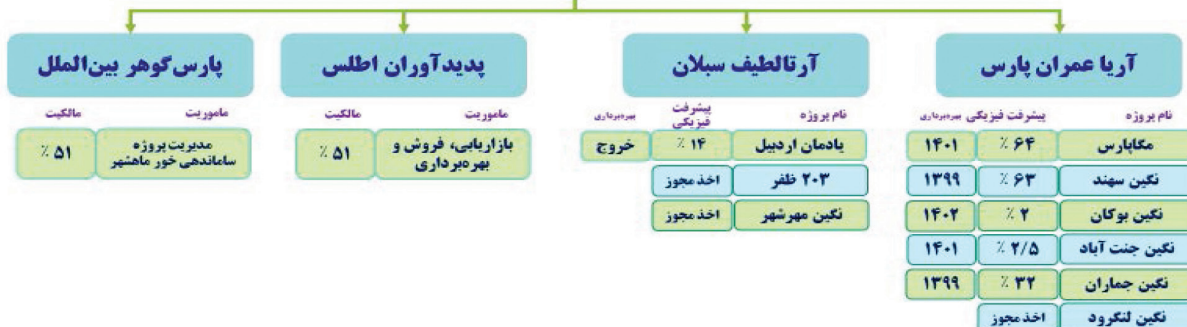 آریا عمران پارس
نام پروژه پیشرفت فیزیکی بهره‌برداری
مگاپارس ۶۴ ٪ ۱۴۰۱
نگین سهند ۶۳ ٪ ۱۳۹۹
نگین بوکان ۲ ٪ ۱۴۰۲
نگین جنت آباد ۲/۵ ٪ ۱۴۰۱
نگین جماران ۳۲ ٪ ۱۳۹۹
نگین لنگرود اخذ مجوز
آرتالطیف سبلان
نام پروژه پیشرفت فیزیکی بهره‌برداری
یادمان اردبیل ۱۴ ٪ خروج
۲۰۳ ظفر اخذ مجوز
نگین مهرشهر اخذ مجوز
پدیدآوران اطلس
ماموریت مالکیت
بازاریابی، فروش و
بهره‌برداری
۵۱ ٪
پارس‌گوهر بین‌الملل
ماموریت مالکیت
مدیریت پروژه
ساماندهی خور ماهشهر
۵۱ ٪